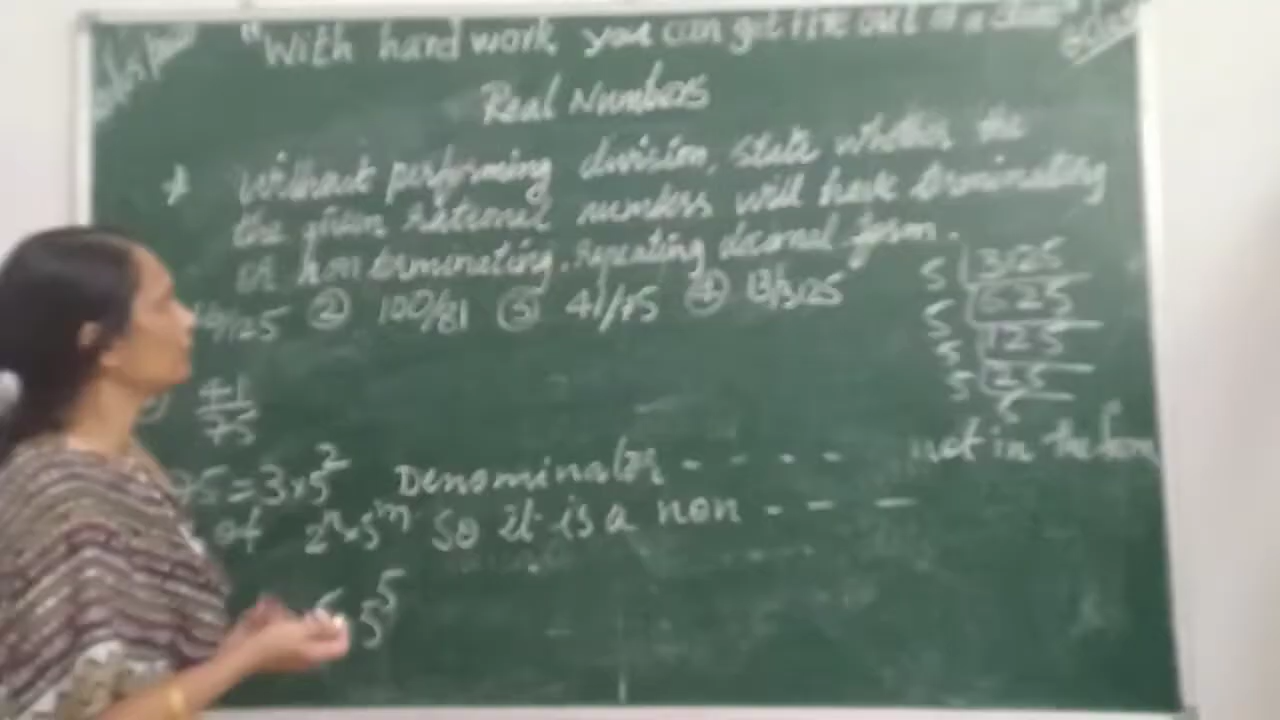 "With hard work, you can get
Real Numbers
* Without performing division, state whether the
the given rational numbers will have terminating
or non terminating. repeating decimal form.
/125 ② 100/81 ③ 41/75 ④ 13/3125
5 3125
5 625
5 125
5 25
5
41
75
75 = 3×5² Denominator - - - - not in the form
of 2ⁿ×5ᵐ so it is a non - - -
5⁵